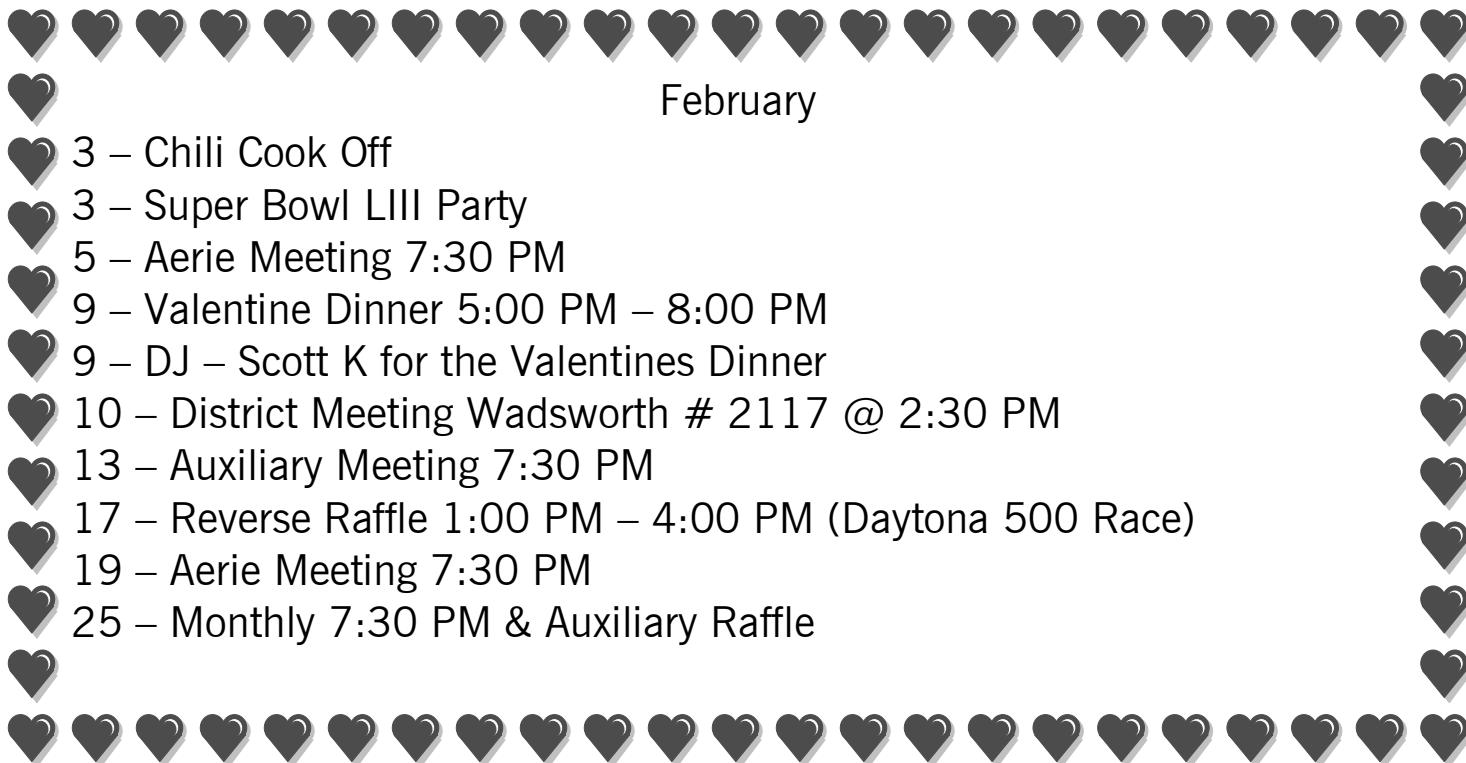 February
3 – Chili Cook Off
3 – Super Bowl LIII Party
5 – Aerie Meeting 7:30 PM
9 – Valentine Dinner 5:00 PM – 8:00 PM
9 – DJ – Scott K for the Valentines Dinner
10 – District Meeting Wadsworth # 2117 @ 2:30 PM
13 – Auxiliary Meeting 7:30 PM
17 – Reverse Raffle 1:00 PM – 4:00 PM (Daytona 500 Race)
19 – Aerie Meeting 7:30 PM
25 – Monthly 7:30 PM & Auxiliary Raffle